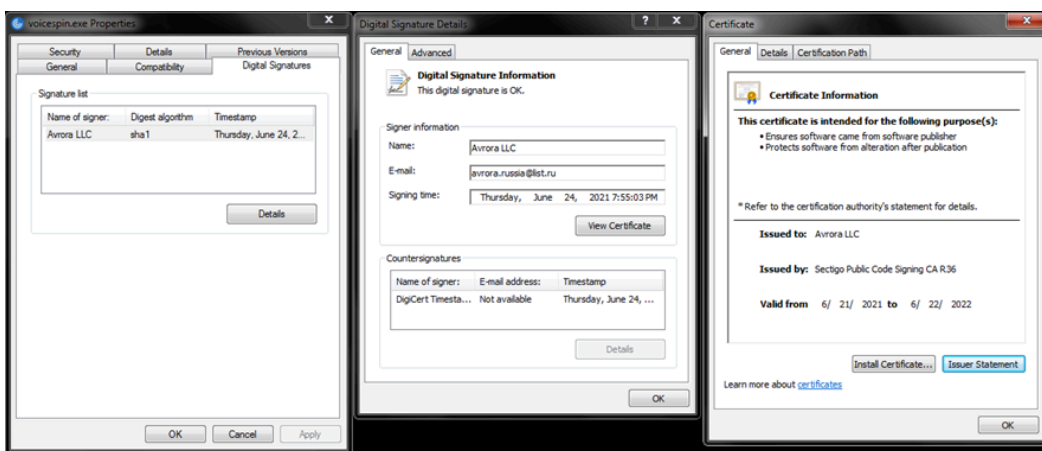 voicespin.exe Properties
Security Details Previous Versions
General Compatibility Digital Signatures
Signature list
Name of signer: Digest algorithm Timestamp
Avrora LLC sha1 Thursday, June 24, 2...
Details
OK Cancel Apply
Digital Signature Details
General Advanced
Digital Signature Information
This digital signature is OK.
Signer information
Name: Avrora LLC
E-mail: avrora.russia@list.ru
Signing time: Thursday, June 24, 2021 7:55:03 PM
View Certificate
Countersignatures
Name of signer: E-mail address: Timestamp
DigiCert Timesta... Not available Thursday, June 24, ...
Details
OK
Certificate
General Details Certification Path
Certificate Information
This certificate is intended for the following purpose(s):
• Ensures software came from software publisher
• Protects software from alteration after publication
* Refer to the certification authority's statement for details.
Issued to: Avrora LLC
Issued by: Sectigo Public Code Signing CA R36
Valid from 6/ 21/ 2021 to 6/ 22/ 2022
Install Certificate... Issuer Statement
Learn more about certificates
OK